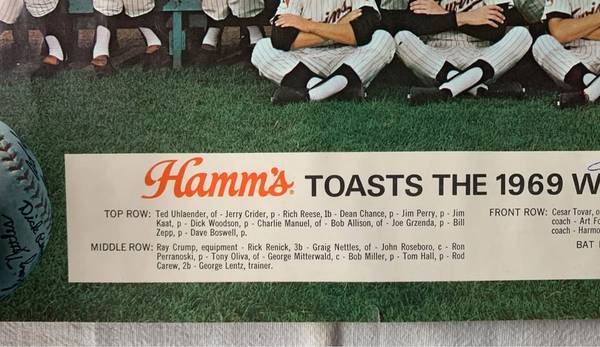 Hamm's TOASTS THE 1969 W
TOP ROW: Ted Uhlaender, of - Jerry Crider, p - Rich Reese, 1b - Dean Chance, p - Jim Perry, p - Jim
Kaat, p - Dick Woodson, p - Charlie Manuel, of - Bob Allison, of - Joe Grzenda, p - Bill
Zepp, p - Dave Boswell, p.
MIDDLE ROW: Ray Crump, equipment - Rick Renick, 3b - Graig Nettles, of - John Roseboro, c - Ron
Perranoski, p - Tony Oliva, of - George Mitterwald, c - Bob Miller, p - Tom Hall, p - Rod
Carew, 2b - George Lentz, trainer.
FRONT ROW: Cesar Tovar, o
coach - Art Fo
coach - Harmo
BAT